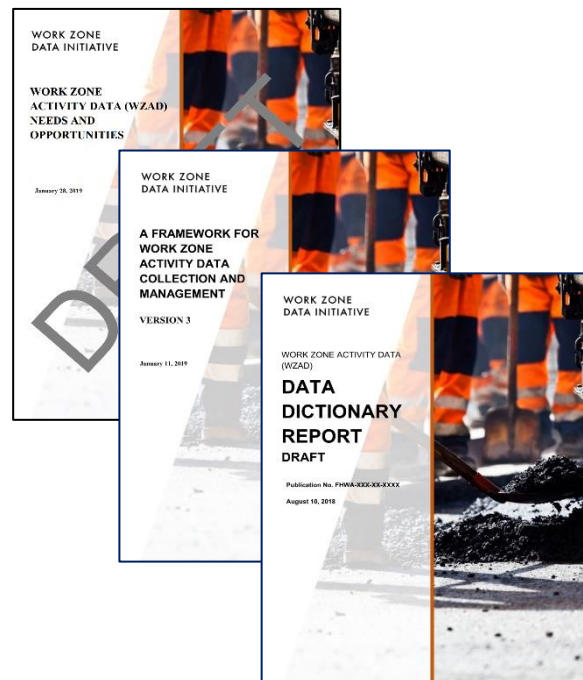 WORK ZONE
DATA INITIATIVE
WORK ZONE
ACTIVITY DATA (WZAD)
NEEDS AND
OPPORTUNITIES
January 28, 2019
WORK ZONE
DATA INITIATIVE
A FRAMEWORK FOR
WORK ZONE
ACTIVITY DATA
COLLECTION AND
MANAGEMENT
VERSION 3
January 11, 2019
WORK ZONE
DATA INITIATIVE
WORK ZONE ACTIVITY DATA
(WZAD)
DATA
DICTIONARY
REPORT
DRAFT
Publication No. FHWA-XXX-XX-XXXX
August 10, 2018